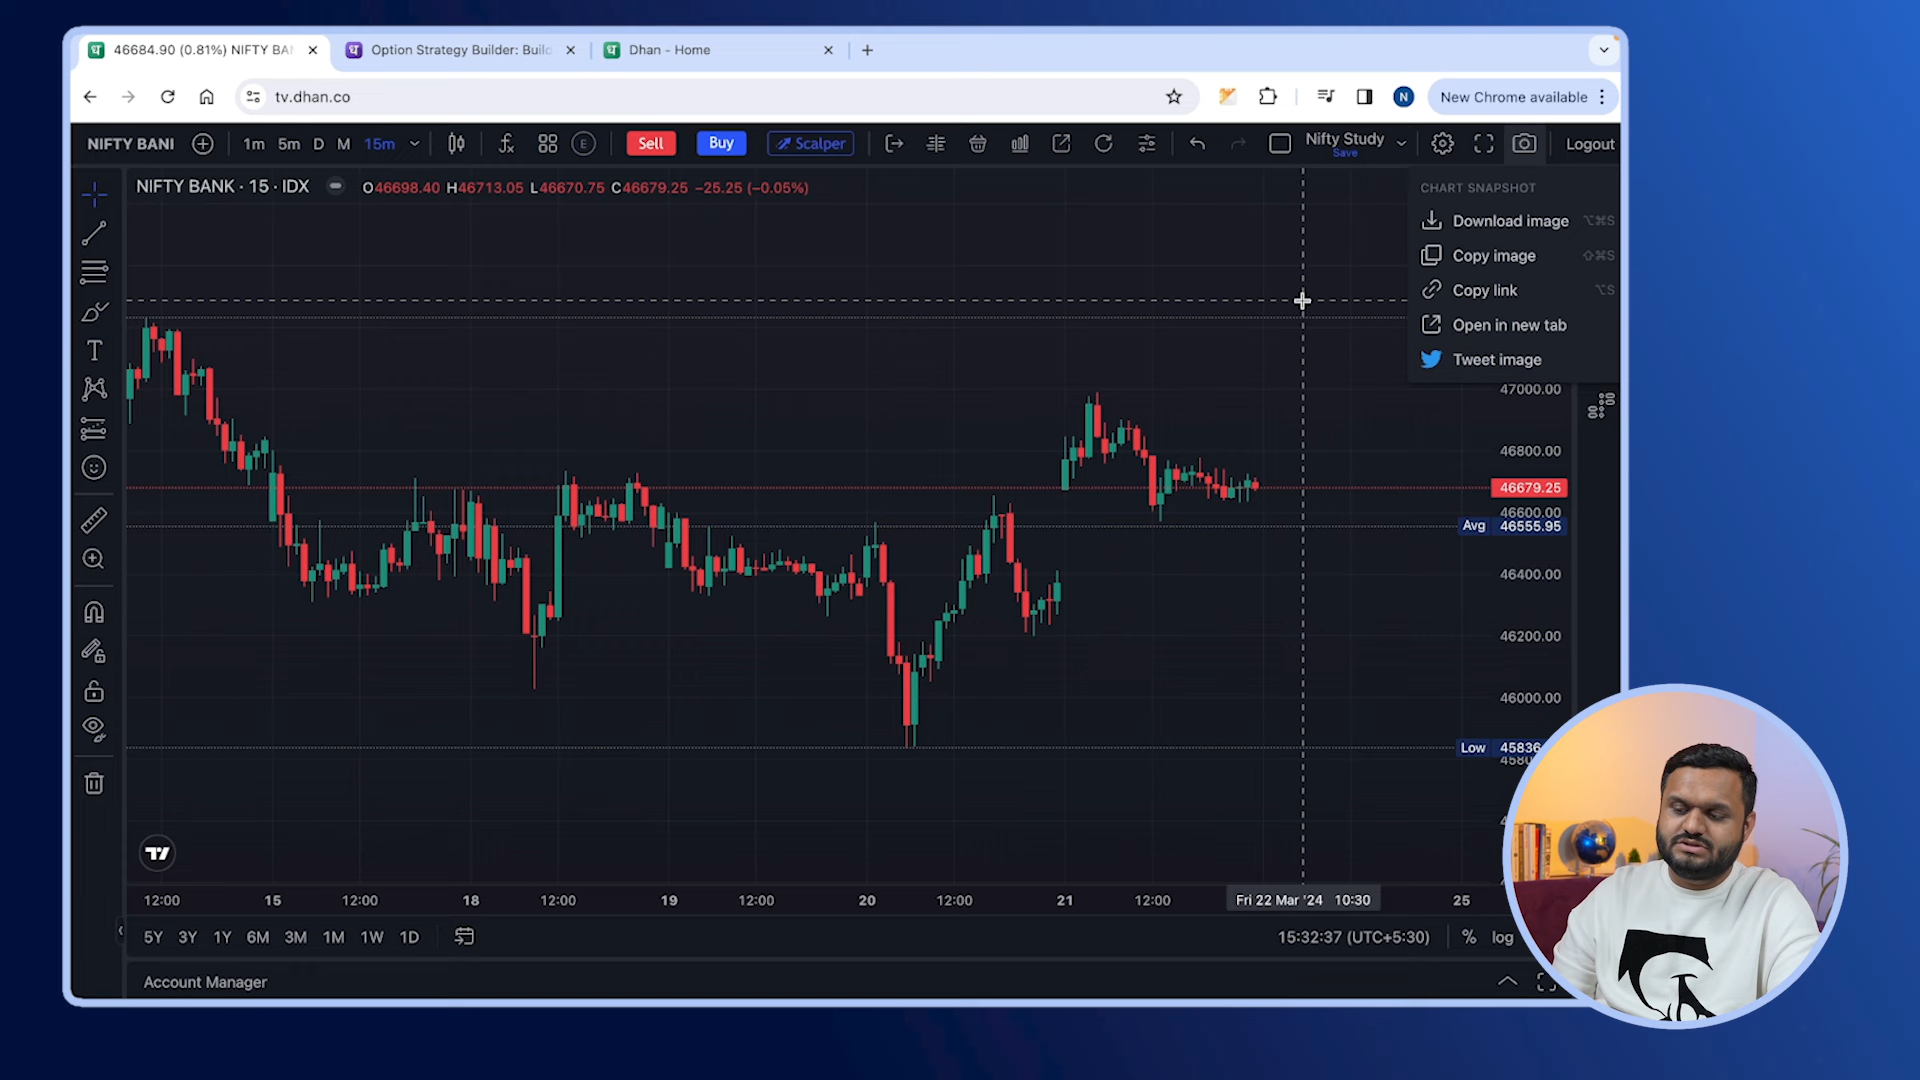 46684.90 (0.81%) NIFTY BAN
Option Strategy Builder: Build
Dhan - Home
tv.dhan.co
N
New Chrome available
NIFTY BANI
1m 5m D M 15m
E
Sell
Buy
Scalper
Nifty Study
Save
Logout
NIFTY BANK · 15 · IDX
O46698.40 H46713.05 L46670.75 C46679.25 −25.25 (−0.05%)
CHART SNAPSHOT
Download image ⌥⌘S
Copy image ⇧⌘S
Copy link ⌥S
Open in new tab
Tweet image
47000.00
46800.00
46679.25
46600.00
Avg 46555.95
46400.00
46200.00
46000.00
Low 45836
12:00 15 12:00 18 12:00 19 12:00 20 12:00 21 12:00 Fri 22 Mar '24 10:30 25
5Y 3Y 1Y 6M 3M 1M 1W 1D
15:32:37 (UTC+5:30) % log
Account Manager